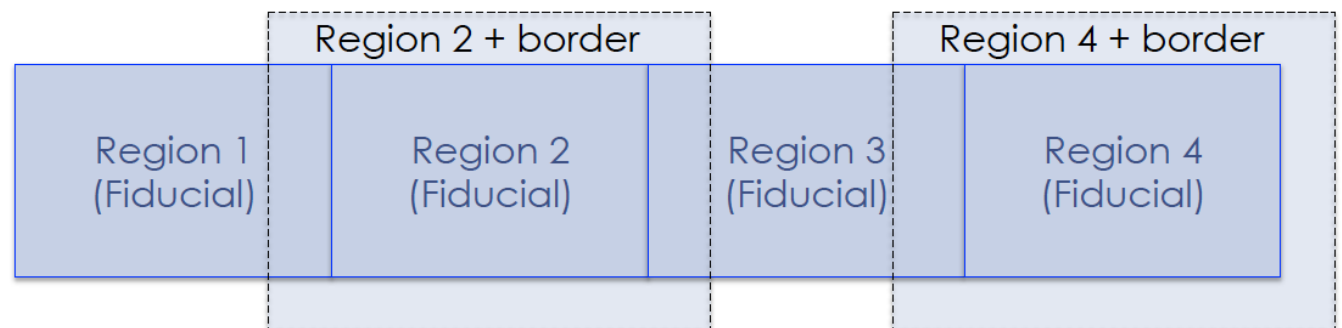 Region 2 + border
Region 4 + border
Region 1
(Fiducial)
Region 2
(Fiducial)
Region 3
(Fiducial)
Region 4
(Fiducial)